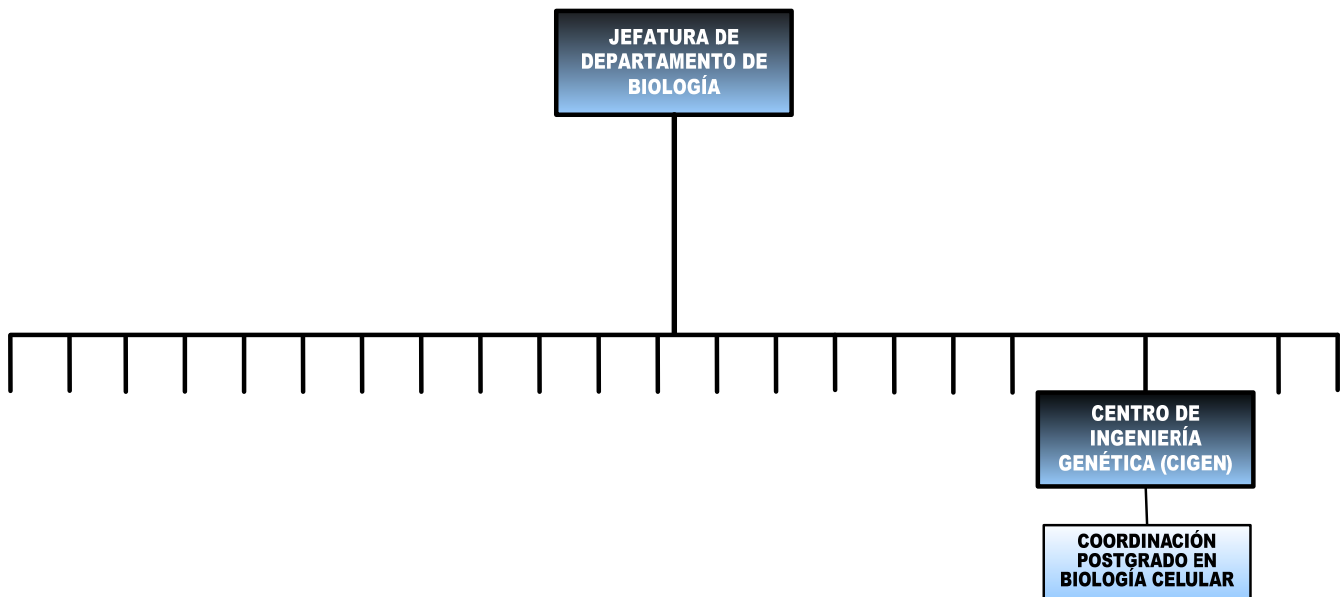 JEFATURA DE
DEPARTAMENTO DE
BIOLOGÍA
CENTRO DE
INGENIERÍA
GENÉTICA (CIGEN)
COORDINACIÓN
POSTGRADO EN
BIOLOGÍA CELULAR